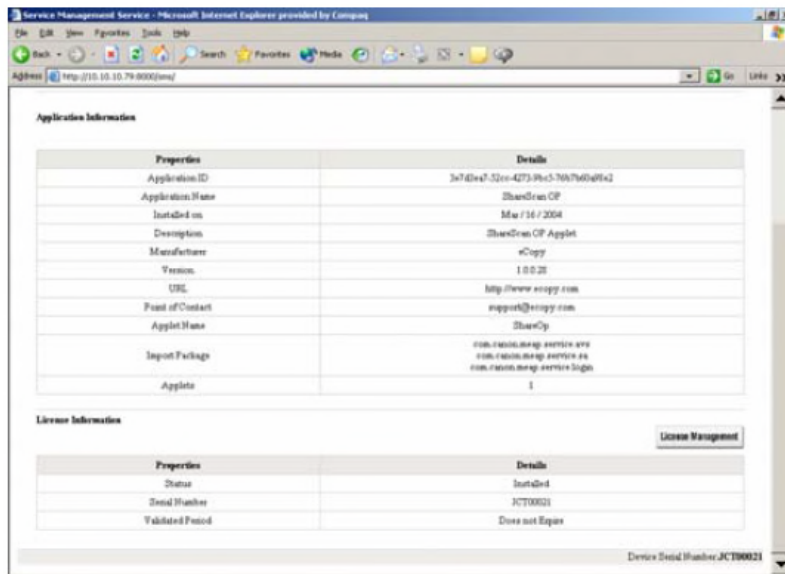 Service Management Service - Microsoft Internet Explorer provided by Compaq
File Edit View Favorites Tools Help
Back Search Favorites Media
Address http://10.10.10.79:8000/sms/ Go Links
Application Information
Properties Details
Application ID
Application Name ShareScan OP
Installed on Mar / 16 / 2004
Description ShareScan OP Applet
Manufacturer eCopy
Version 1.0.0.28
URL http://www.ecopy.com
Point of Contact support@ecopy.com
Applet Name ShareOp
com.canon.meap.service.avs
Import Package com.canon.meap.service.sa
com.canon.meap.service.login
Applets 1
License Information
License Management
Properties Details
Status Installed
Serial Number JCT00021
Validated Period Does not Expire
Device Serial Number:JCT00021